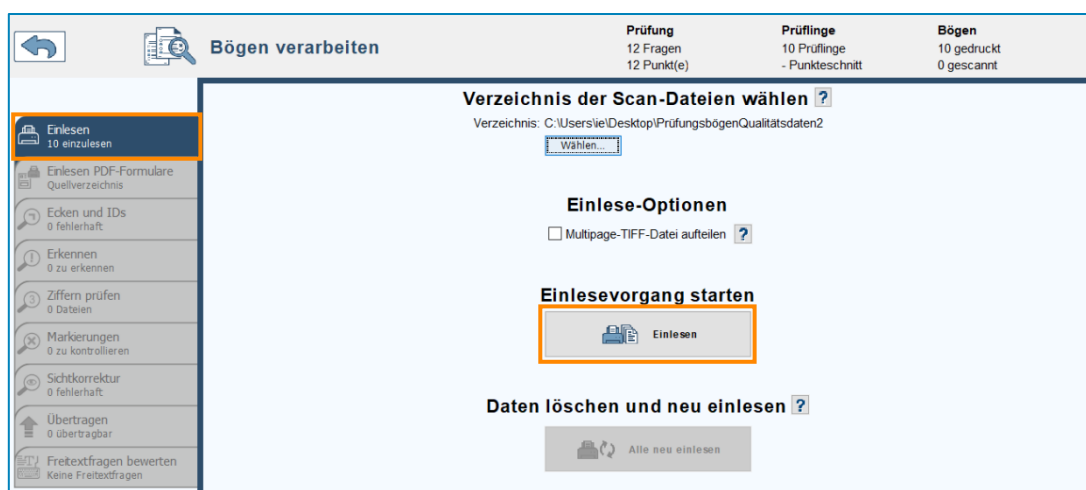 Bögen verarbeiten
Prüfung
12 Fragen
12 Punkt(e)
Prüflinge
10 Prüflinge
- Punkteschnitt
Bögen
10 gedruckt
0 gescannt
Einlesen
10 einzulesen
Einlesen PDF-Formulare
Quellverzeichnis
Ecken und IDs
0 fehlerhaft
Erkennen
0 zu erkennen
Ziffern prüfen
0 Dateien
Markierungen
0 zu kontrollieren
Sichtkorrektur
0 fehlerhaft
Übertragen
0 übertragbar
Freitextfragen bewerten
Keine Freitextfragen
Verzeichnis der Scan-Dateien wählen ?
Verzeichnis: C:\Users\ie\Desktop\PrüfungsbögenQualitätsdaten2
Wählen...
Einlese-Optionen
Multipage-TIFF-Datei aufteilen ?
Einlesevorgang starten
Einlesen
Daten löschen und neu einlesen ?
Alle neu einlesen